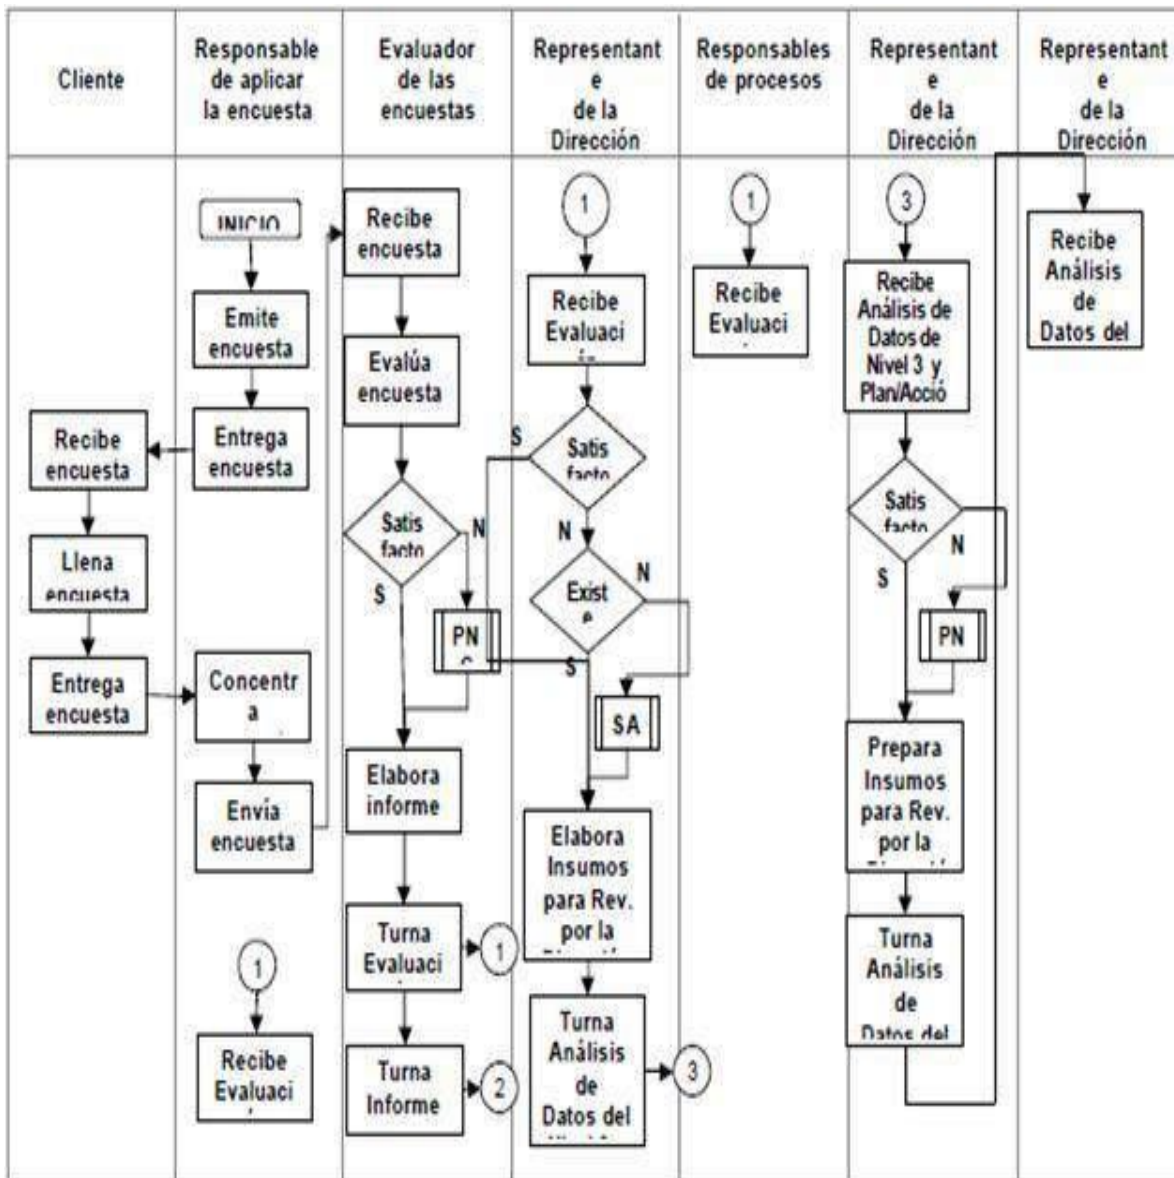 Cliente
Responsable
de aplicar
la encuesta
Evaluador
de las
encuestas
Representant
e
de la
Dirección
Responsables
de procesos
Representant
e
de la
Dirección
Representant
e
de la
Dirección
INICIO
Emite
encuesta
Entrega
encuesta
Recibe
encuesta
Llena
encuesta
Entrega
encuesta
Concentr
a
Envía
encuesta
1
Recibe
Evaluaci
Recibe
encuesta
Evalúa
encuesta
Satis
facto
N
S
PN
Elabora
informe
Turna
Evaluaci
1
Turna
Informe
2
1
Recibe
Evaluaci
Satis
facto
S
N
Exist
e
N
S
SA
Elabora
Insumos
para Rev.
por la
Turna
Análisis
de
Datos del
3
1
Recibe
Evaluaci
3
Recibe
Análisis de
Datos de
Nivel 3 y
Plan/Acció
Satis
facto
N
S
PN
Prepara
Insumos
para Rev.
por la
Turna
Análisis
de
Datos del
Recibe
Análisis
de
Datos del